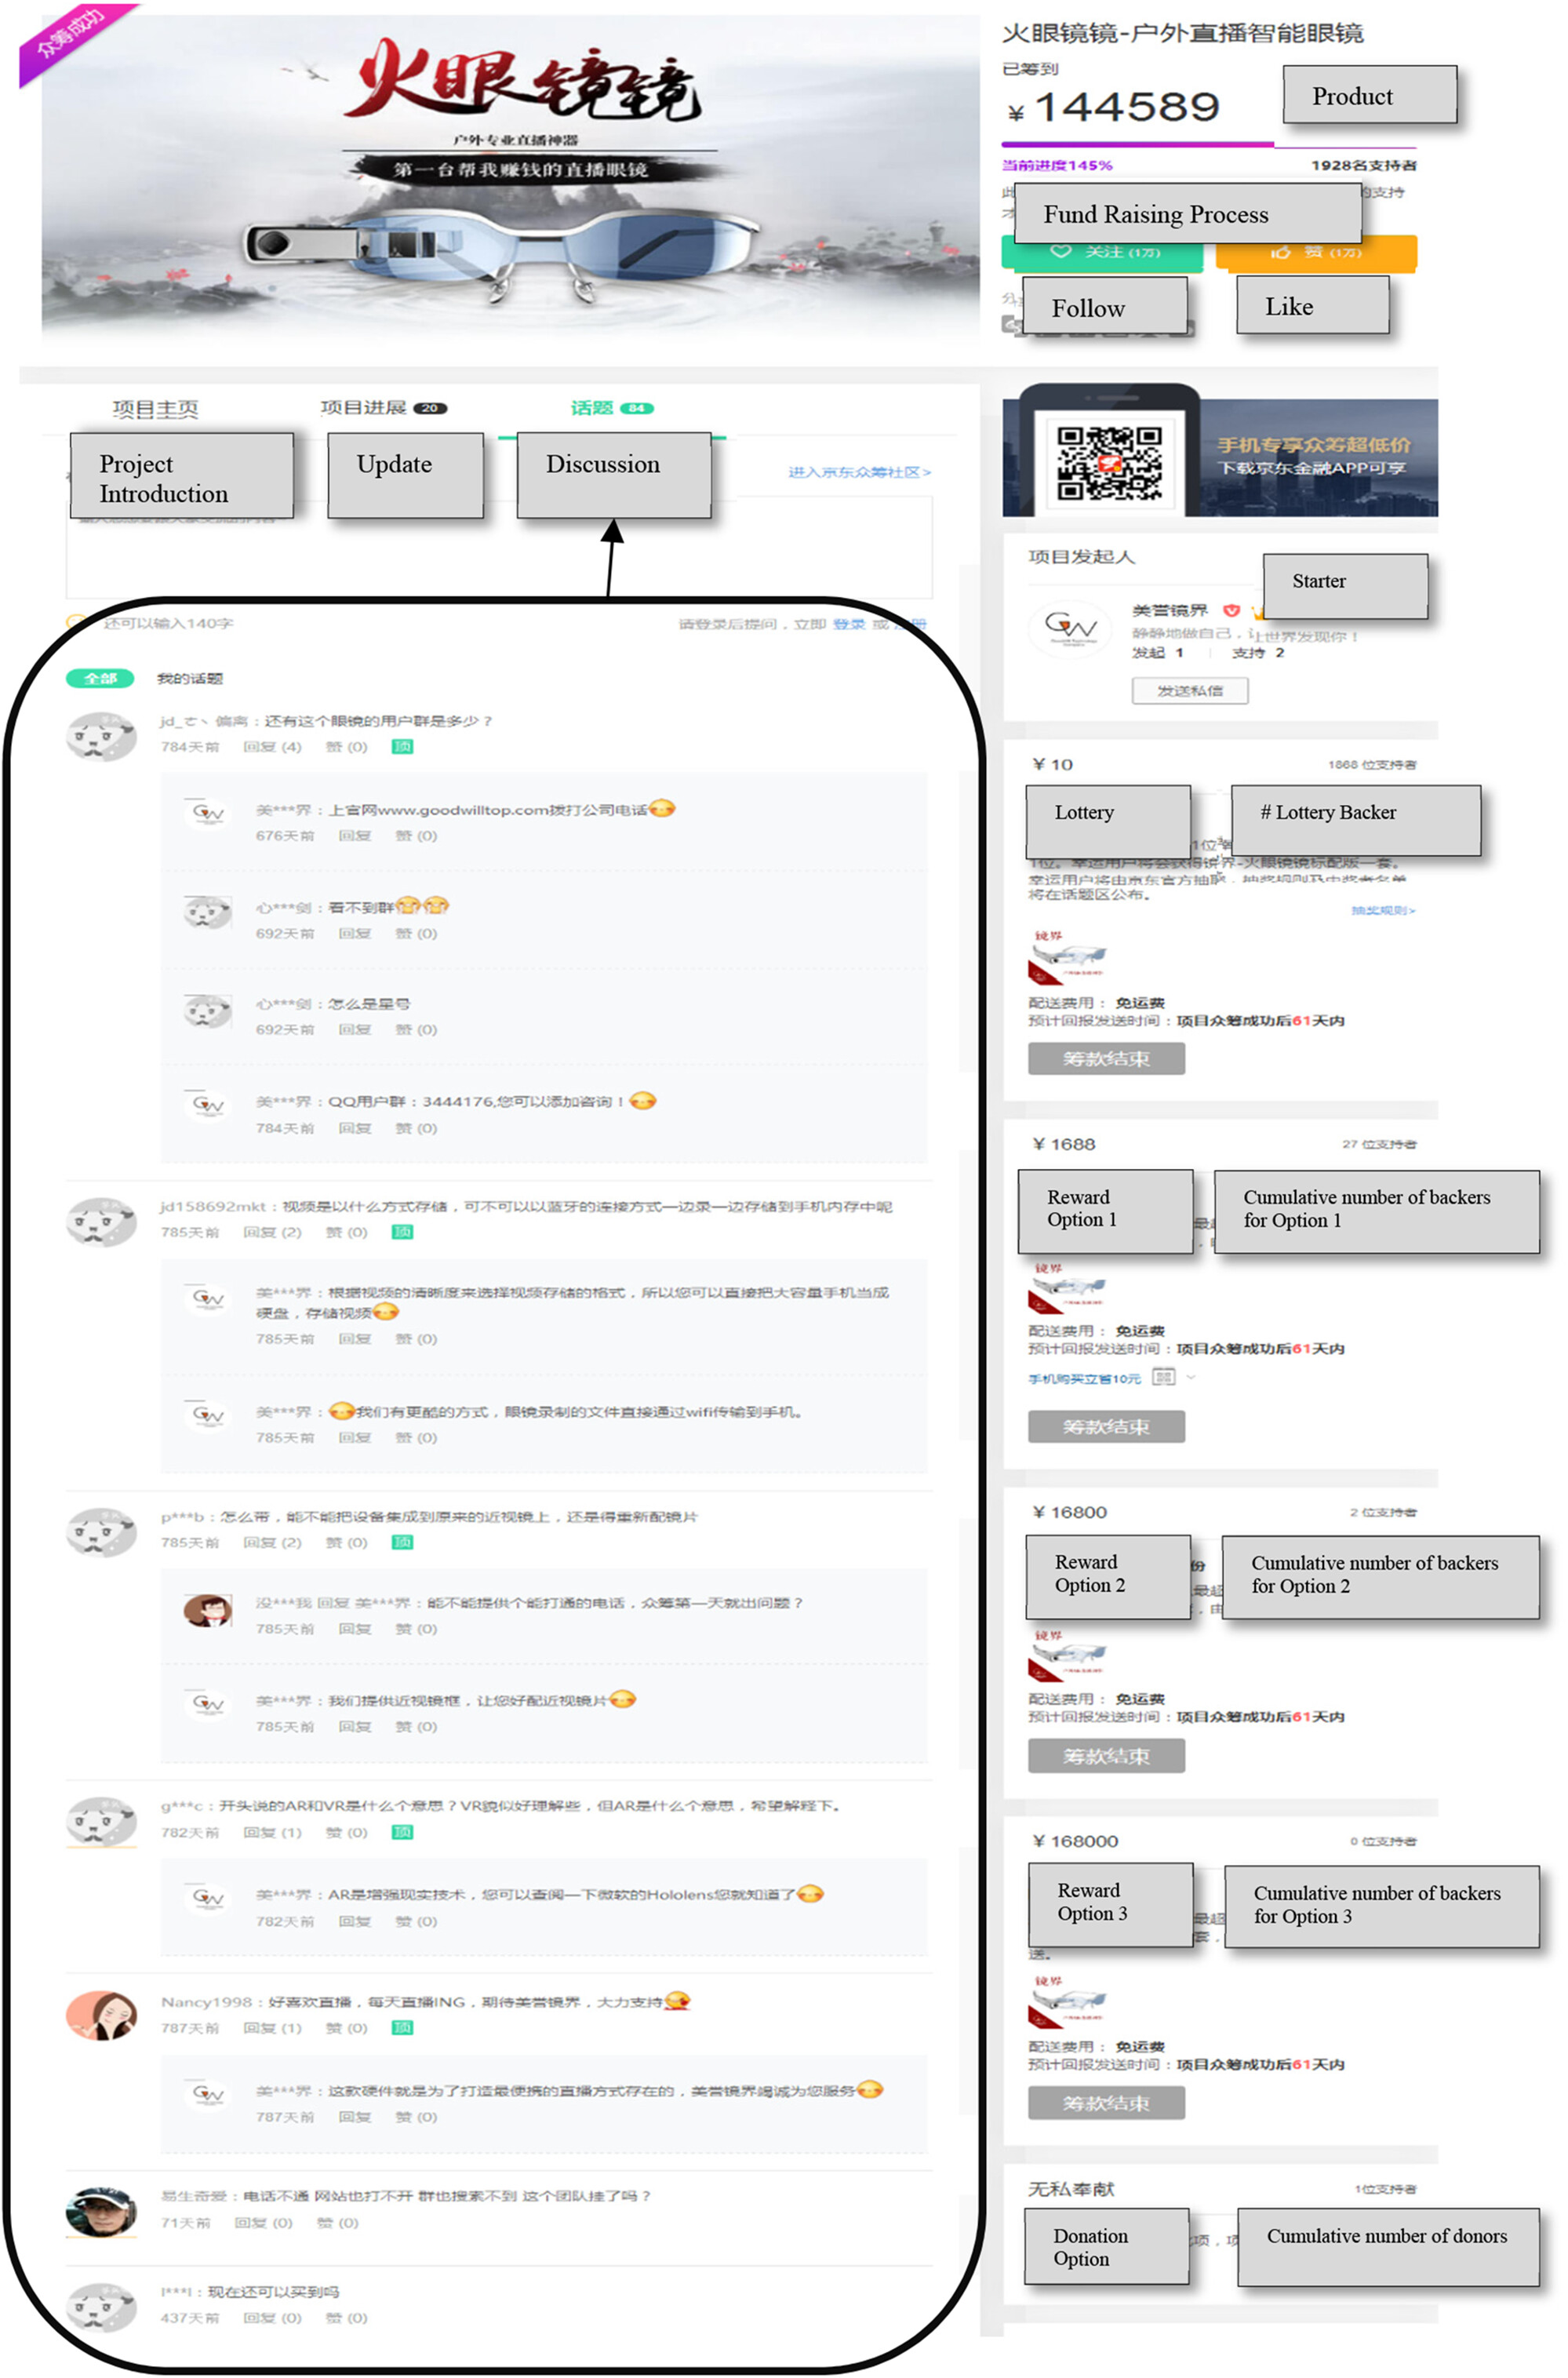 众筹成功
火眼镜镜
户外专业直播神器
第一台帮我赚钱的直播眼镜
火眼镜镜-户外直播智能眼镜
已筹到
¥ 144589
Product
当前进度145%
1928名支持者
的支持
Fund Raising Process
关注 (1万)
赞 (1万)
Follow
Like
项目主页
项目进展 20
话题 84
Project
Introduction
Update
Discussion
进入京东众筹社区>
还可以输入140字
请登录后提问，立即 登录 或
全部
我的话题
jd_ 偏离：还有这个眼镜的用户群是多少？
784天前 回复 (4) 赞 (0) 顶
美***界：上官网www.goodwilltop.com拨打公司电话
676天前 回复 赞 (0)
心***剑：看不到群
692天前 回复 赞 (0)
心***剑：怎么是星号
692天前 回复 赞 (0)
美***界：QQ用户群：3444176,您可以添加咨询！
784天前 回复 赞 (0)
jd158692mkt：视频是以什么方式存储，可不可以以蓝牙的连接方式一边录一边存储到手机内存中呢
785天前 回复 (2) 赞 (0) 顶
美***界：根据视频的清晰度来选择视频存储的格式，所以您可以直接把大容量手机当成
硬盘，存储视频
785天前 回复 赞 (0)
美***界：我们有更酷的方式，眼镜录制的文件直接通过wifi传输到手机。
785天前 回复 赞 (0)
p***b：怎么带，能不能把设备集成到原来的近视镜上，还是得重新配镜片
785天前 回复 (2) 赞 (0) 顶
没***我 回复 美***界：能不能提供个能打通的电话，众筹第一天就出问题？
785天前 回复 赞 (0)
美***界：我们提供近视镜框，让您好配近视镜片
785天前 回复 赞 (0)
g***c：开头说的AR和VR是什么个意思？VR貌似好理解些，但AR是什么个意思，希望解释下。
782天前 回复 (1) 赞 (0) 顶
美***界：AR是增强现实技术，您可以查阅一下微软的Hololens您就知道了
782天前 回复 赞 (0)
Nancy1998：好喜欢直播，每天直播ING，期待美誉镜界，大力支持
787天前 回复 (1) 赞 (0) 顶
美***界：这款硬件就是为了打造最便携的直播方式存在的，美誉镜界竭诚为您服务
787天前 回复 赞 (0)
易生奇爱：电话不通 网站也打不开 群也搜索不到 这个团队挂了吗？
71天前 回复 (0) 赞 (0)
l***l：现在还可以买到吗
437天前 回复 (0) 赞 (0)
手机专享众筹超低价
下载京东金融APP可享
项目发起人
Starter
GW
美誉镜界
静静地做自己，让世界发现你！
发起 1 支持 2
发送私信
¥ 10
1868 位支持者
Lottery
# Lottery Backer
1位。幸运用户将会获得镜界-火眼镜镜标配版一套。
幸运用户将由京东官方抽取，抽奖规则及中奖者名单
将在话题区公布。
抽奖规则>
镜界
配送费用： 免运费
预计回报发送时间：项目众筹成功后61天内
筹款结束
¥ 1688
27 位支持者
Reward
Option 1
Cumulative number of backers
for Option 1
镜界
配送费用： 免运费
预计回报发送时间：项目众筹成功后61天内
手机购买立省10元
筹款结束
¥ 16800
2 位支持者
Reward
Option 2
Cumulative number of backers
for Option 2
镜界
配送费用： 免运费
预计回报发送时间：项目众筹成功后61天内
筹款结束
¥ 168000
0 位支持者
Reward
Option 3
Cumulative number of backers
for Option 3
送。
镜界
配送费用： 免运费
预计回报发送时间：项目众筹成功后61天内
筹款结束
无私奉献
1位支持者
Donation
Option
Cumulative number of donors